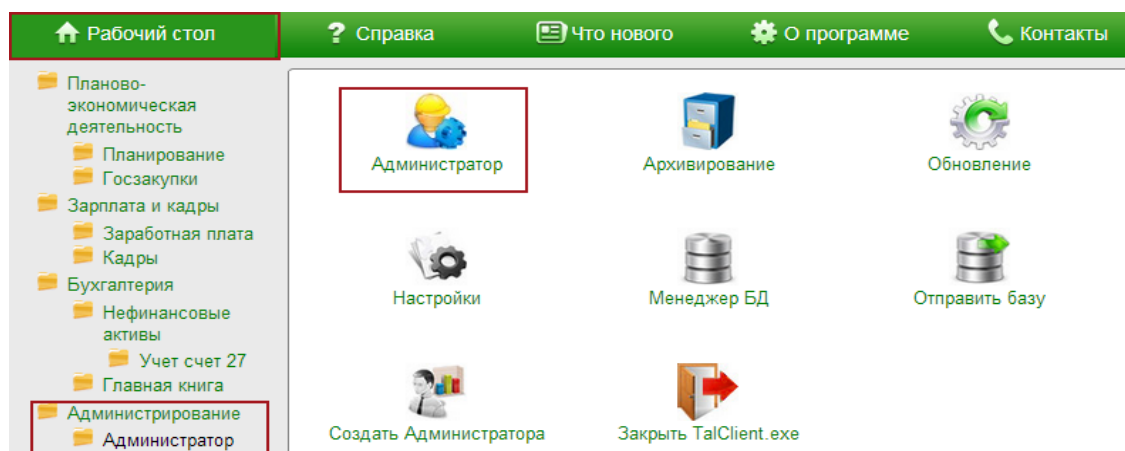 Рабочий стол
? Справка
Что нового
О программе
Контакты
Планово-
экономическая
деятельность
Планирование
Госзакупки
Зарплата и кадры
Заработная плата
Кадры
Бухгалтерия
Нефинансовые
активы
Учет счет 27
Главная книга
Администрирование
Администратор
Администратор
Архивирование
Обновление
Настройки
Менеджер БД
Отправить базу
Создать Администратора
Закрыть TalClient.exe